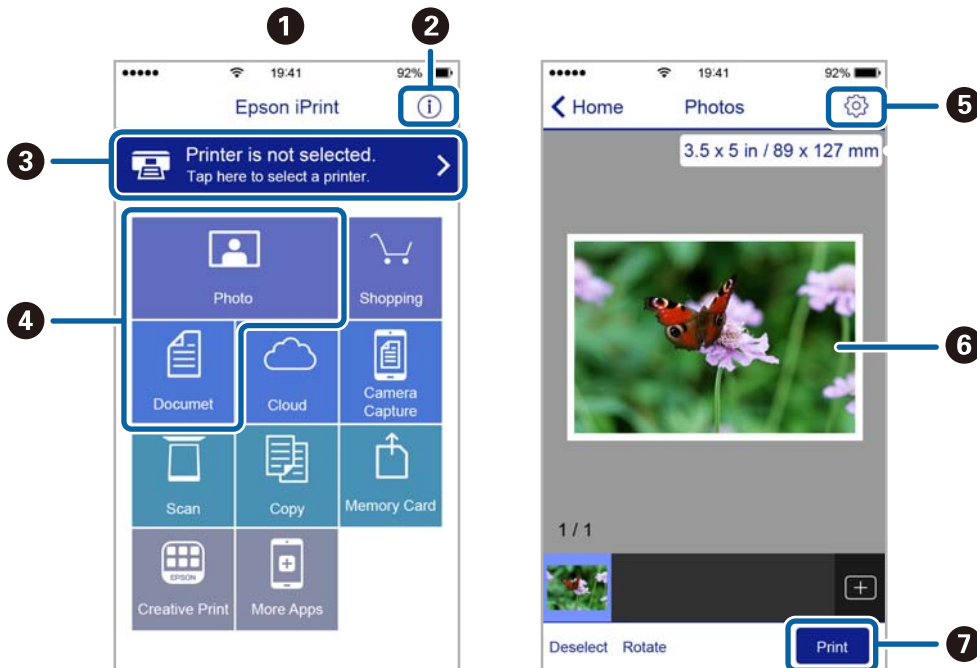 1
2
19:41
92%
Epson iPrint
3
Printer is not selected.
Tap here to select a printer.
Photo
Shopping
4
Documet
Cloud
Camera
Capture
Scan
Copy
Memory Card
EPSON
Creative Print
More Apps
19:41
92%
Home
Photos
5
3.5 x 5 in / 89 x 127 mm
6
1 / 1
Deselect
Rotate
Print
7